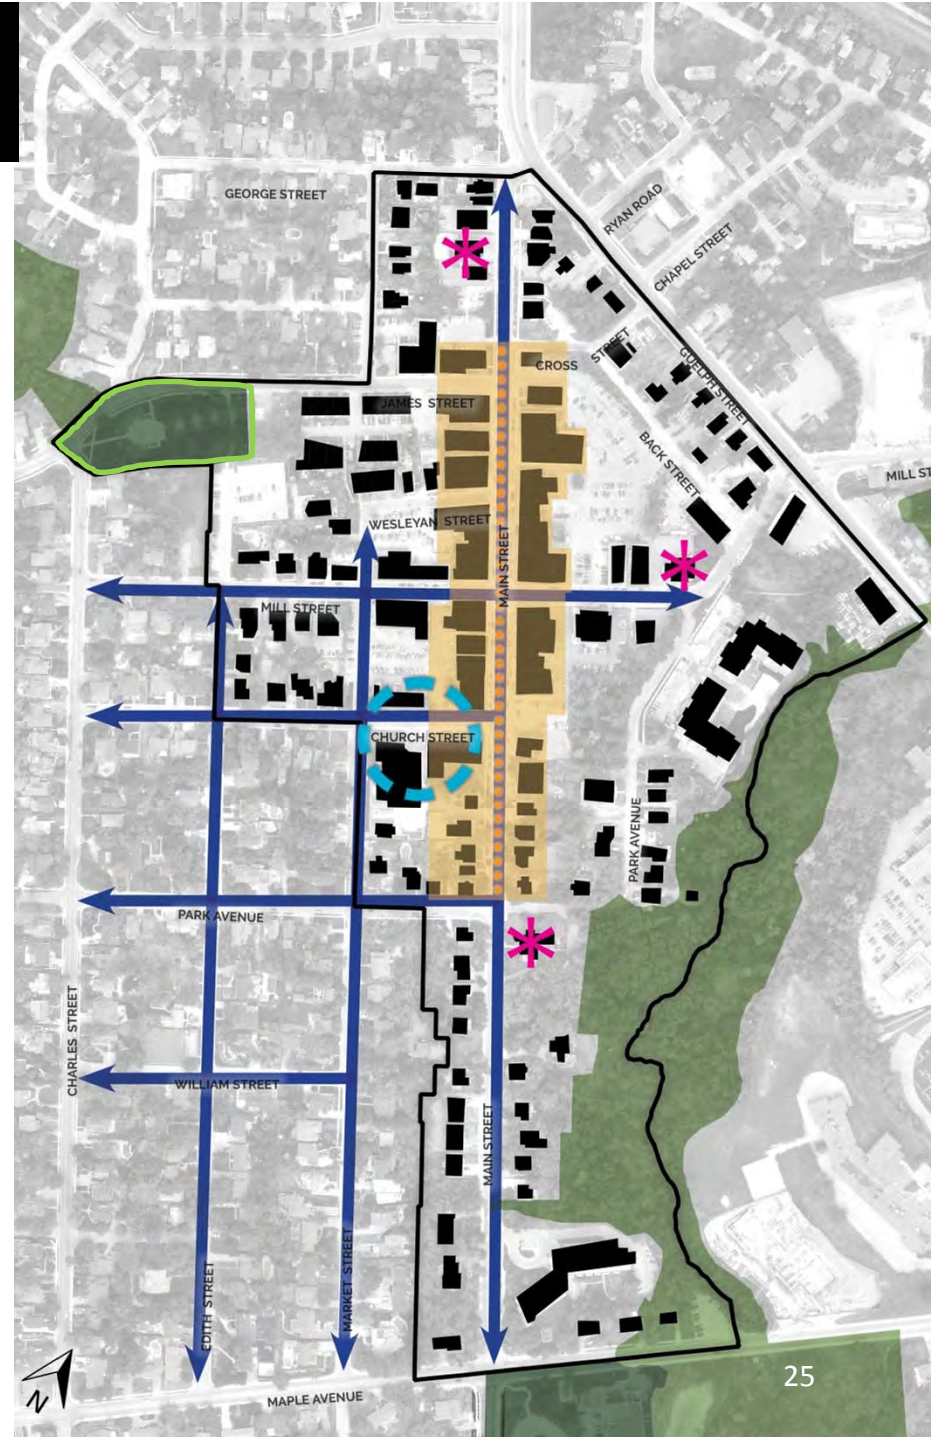 GEORGE STREET
RYAN ROAD
CHAPEL STREET
CROSS
STREET
GUELPH STREET
JAMES STREET
BACK STREET
MILL ST
WESLEYAN STREET
MAIN STREET
MILL STREET
CHURCH STREET
PARK AVENUE
PARK AVENUE
CHARLES STREET
WILLIAM STREET
MAIN STREET
EDITH STREET
MARKET STREET
25
N
MAPLE AVENUE